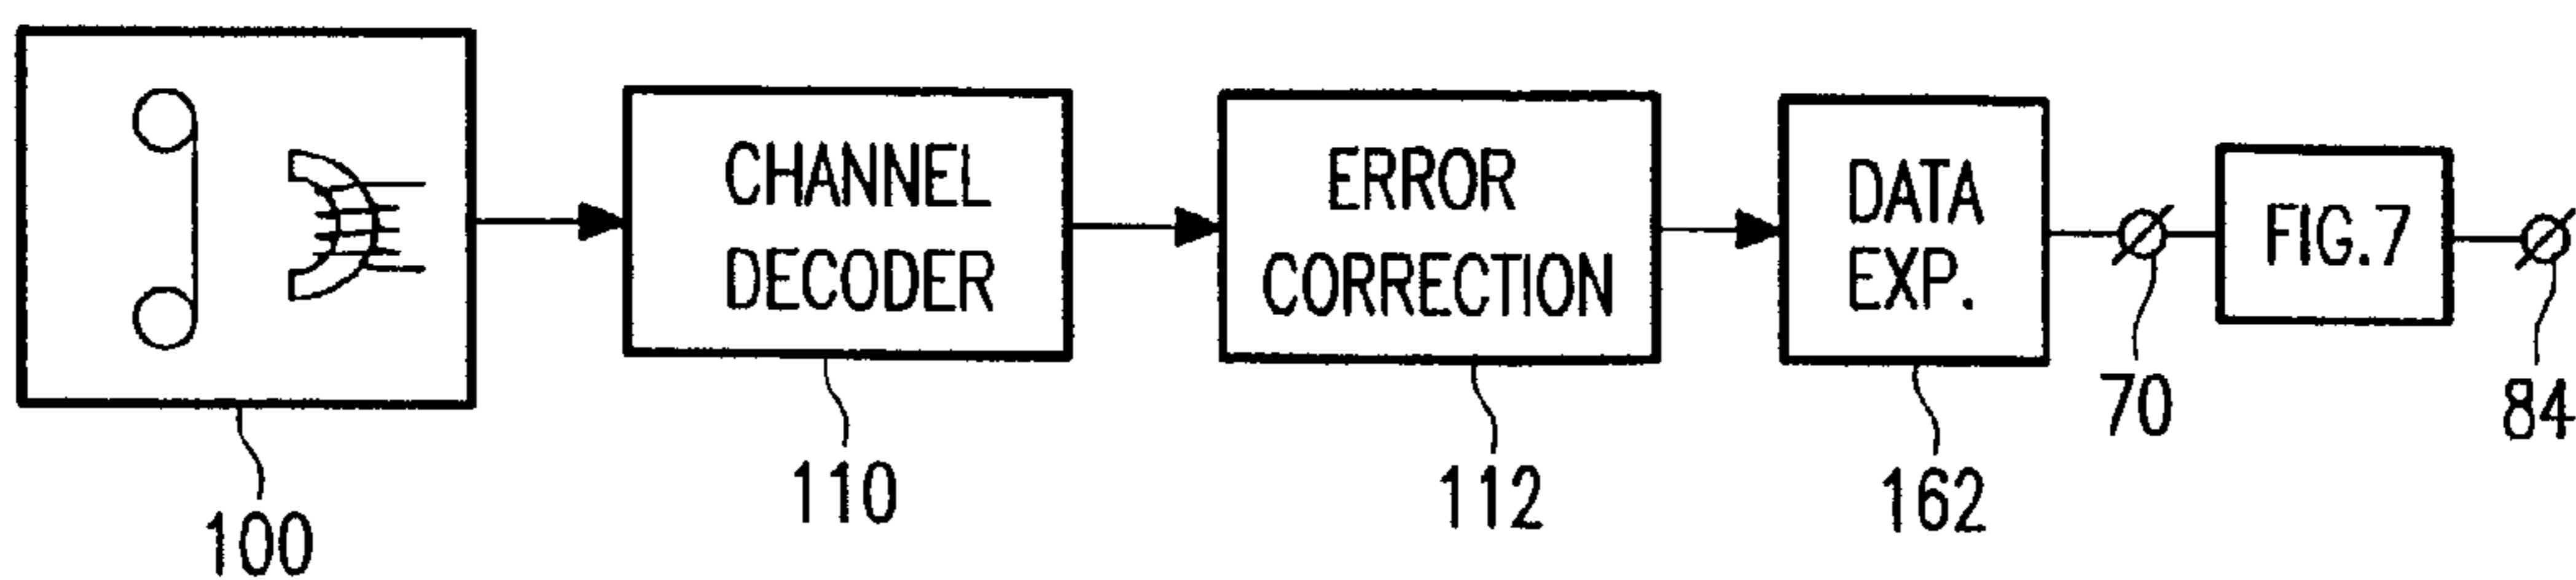 CHANNEL
DECODER
ERROR
CORRECTION
DATA
EXP.
FIG.7
100
110
112
162
70
84